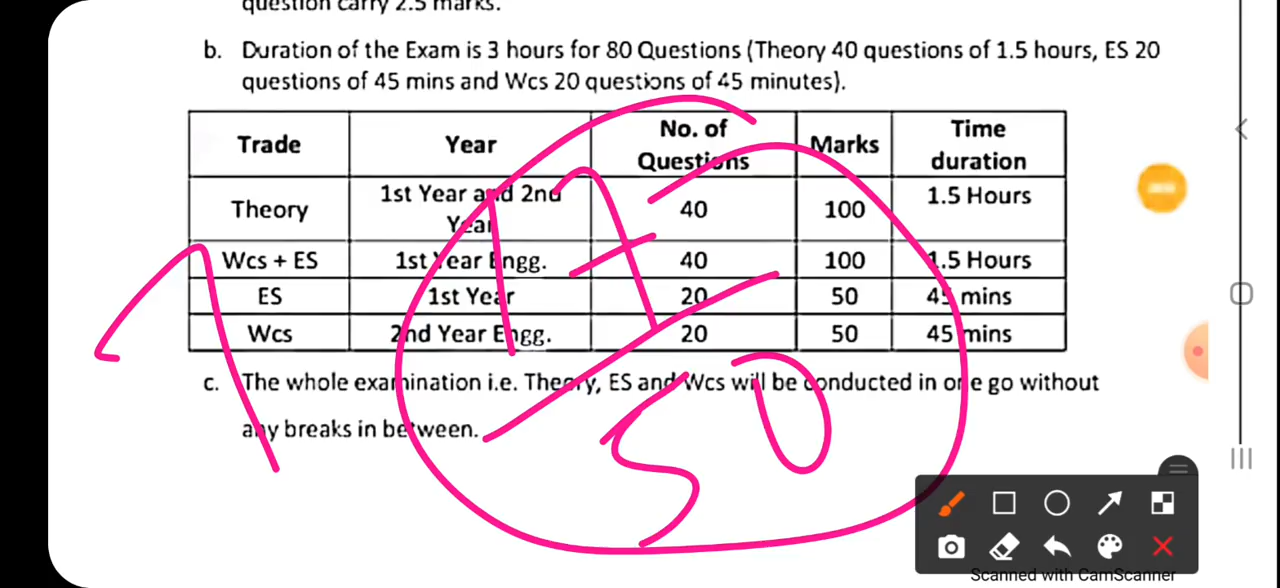 question carry 2.5 marks.
b. Duration of the Exam is 3 hours for 80 Questions (Theory 40 questions of 1.5 hours, ES 20
questions of 45 mins and Wcs 20 questions of 45 minutes).
Trade Year No. of Questions Marks Time duration
Theory 1st Year and 2nd Year 40 100 1.5 Hours
Wcs + ES 1st Year Engg. 40 100 1.5 Hours
ES 1st Year 20 50 45 mins
Wcs 2nd Year Engg. 20 50 45 mins
c. The whole examination i.e. Theory, ES and Wcs will be conducted in one go without
any breaks in between.
17
50
Scanned with CamScanner